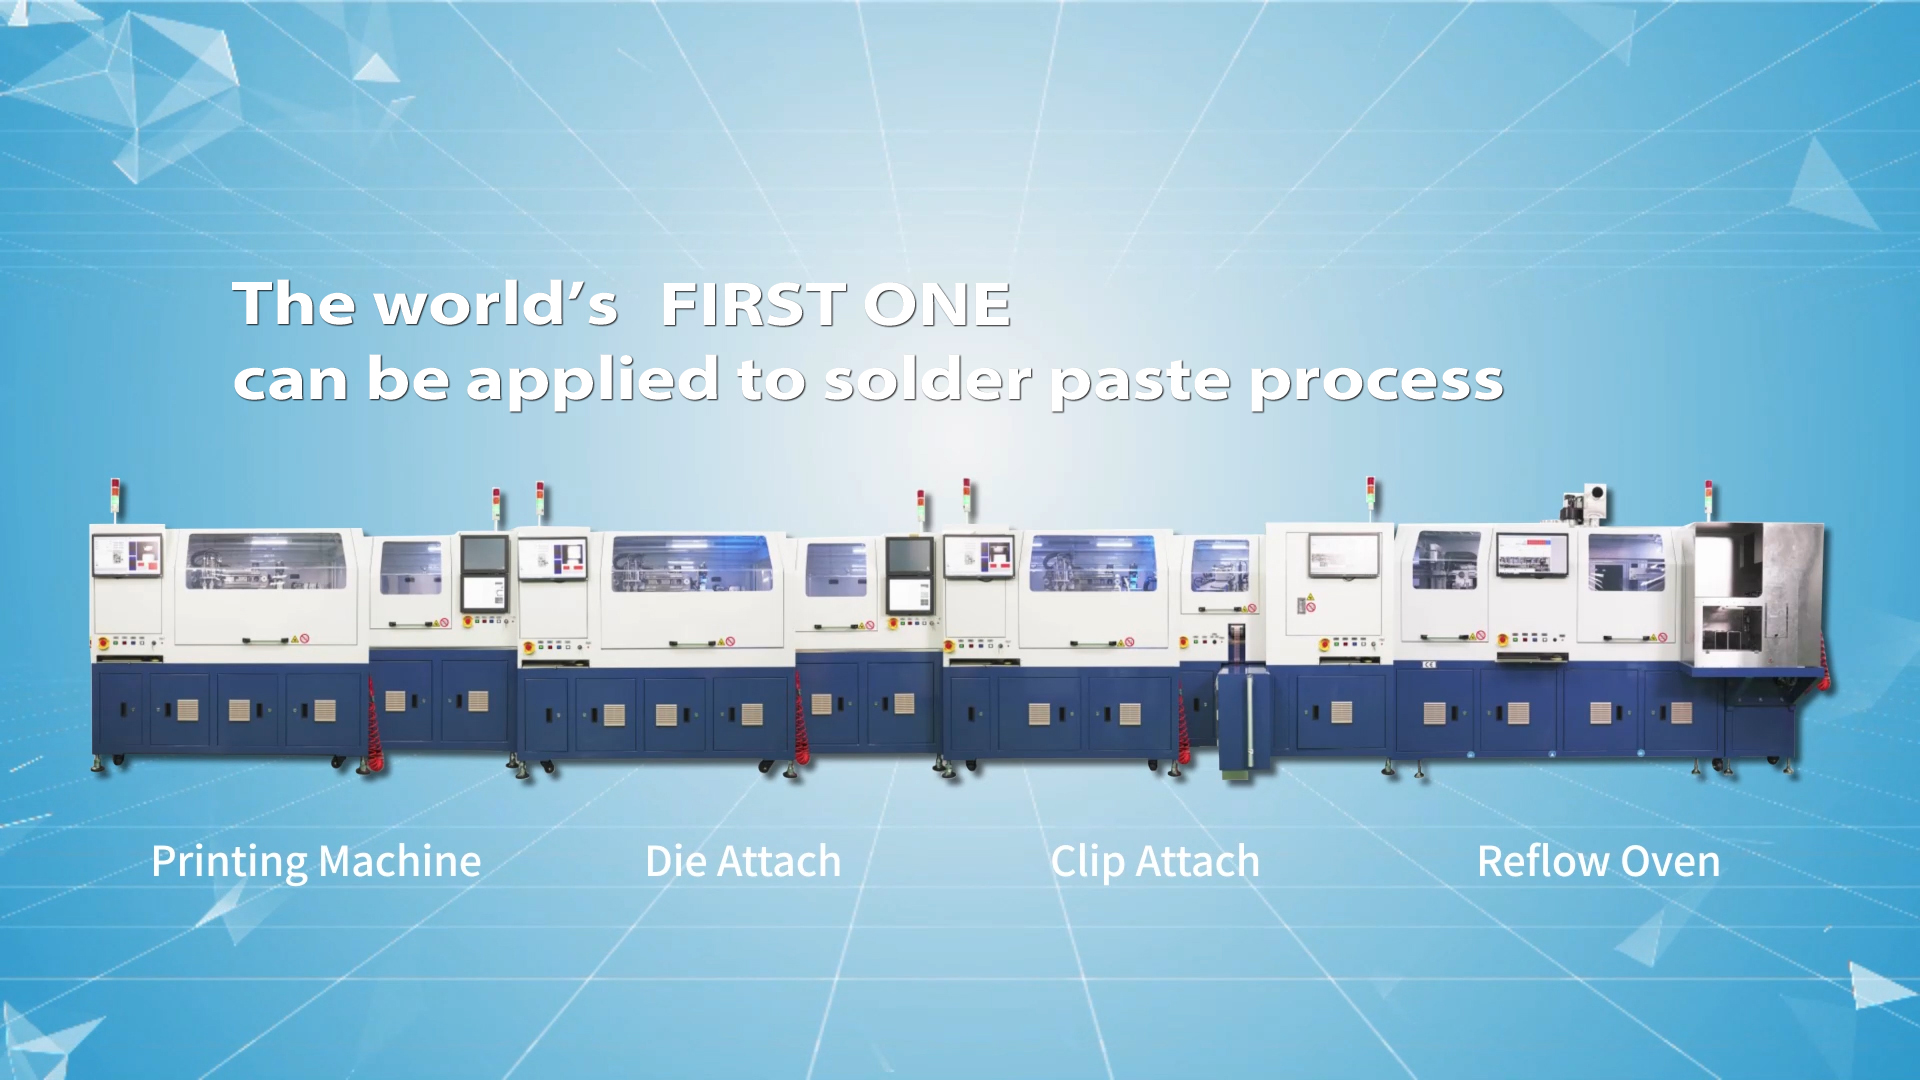 The world's FIRST ONE
can be applied to solder paste process
Printing Machine
Die Attach
Clip Attach
Reflow Oven